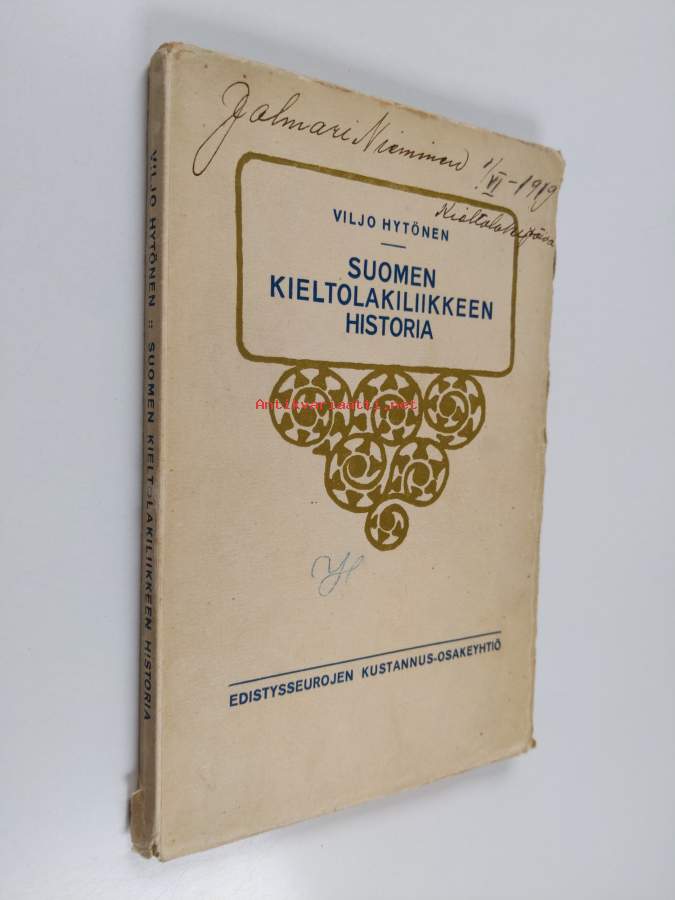 Jalmari Nieminen 1/VI – 1919
VILJO HYTÖNEN
SUOMEN
KIELTOLAKILIIKKEEN
HISTORIA
Antikvariaatti.net
EDISTYSSEUROJEN KUSTANNUS-OSAKEYHTIÖ
VILJO HYTÖNEN :: SUOMEN KIELTOLAKILIIKKEEN HISTORIA